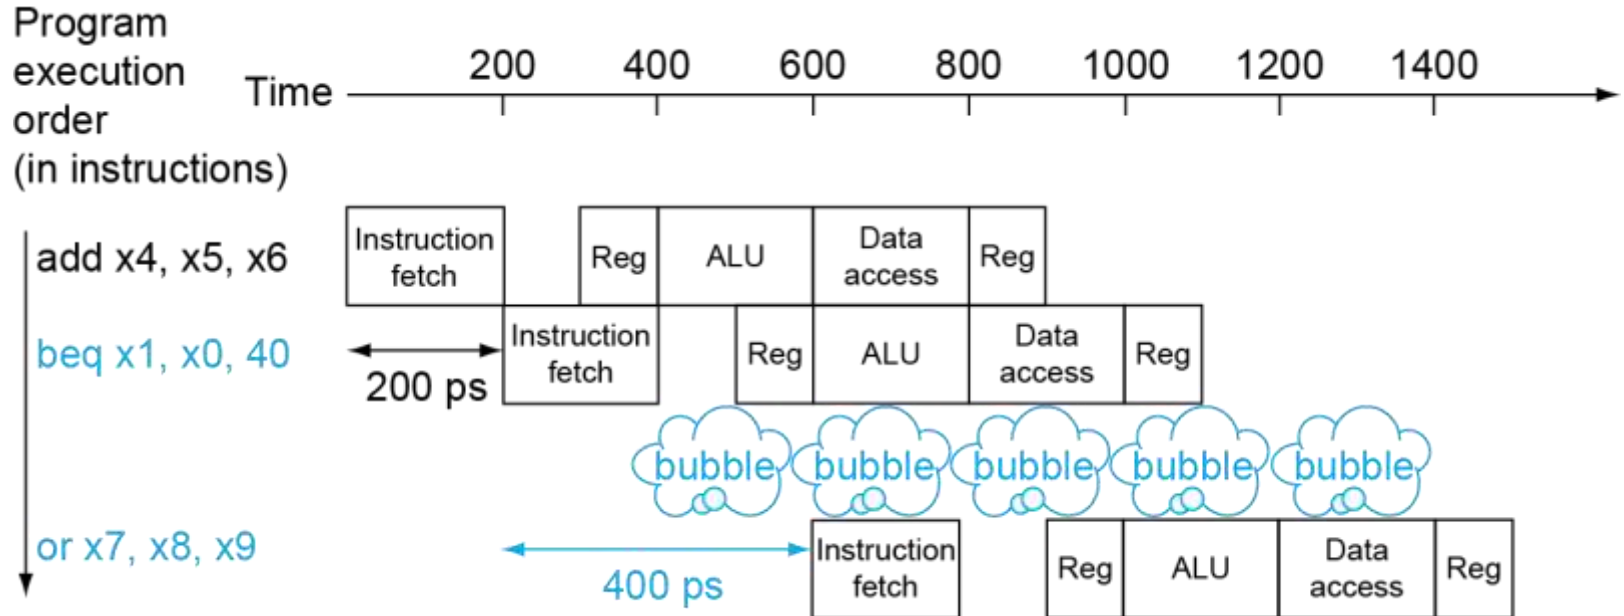 Program
execution
order
(in instructions)
Time
200 400 600 800 1000 1200 1400
add x4, x5, x6
Instruction
fetch
Reg
ALU
Data
access
Reg
beq x1, x0, 40
200 ps
Instruction
fetch
Reg
ALU
Data
access
Reg
bubble bubble bubble bubble bubble
or x7, x8, x9
400 ps
Instruction
fetch
Reg
ALU
Data
access
Reg